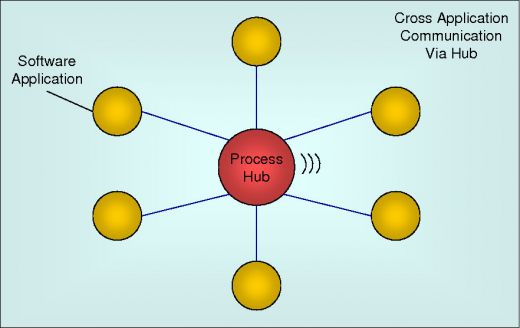 Cross Application
Communication
Via Hub
Software
Application
Process
Hub